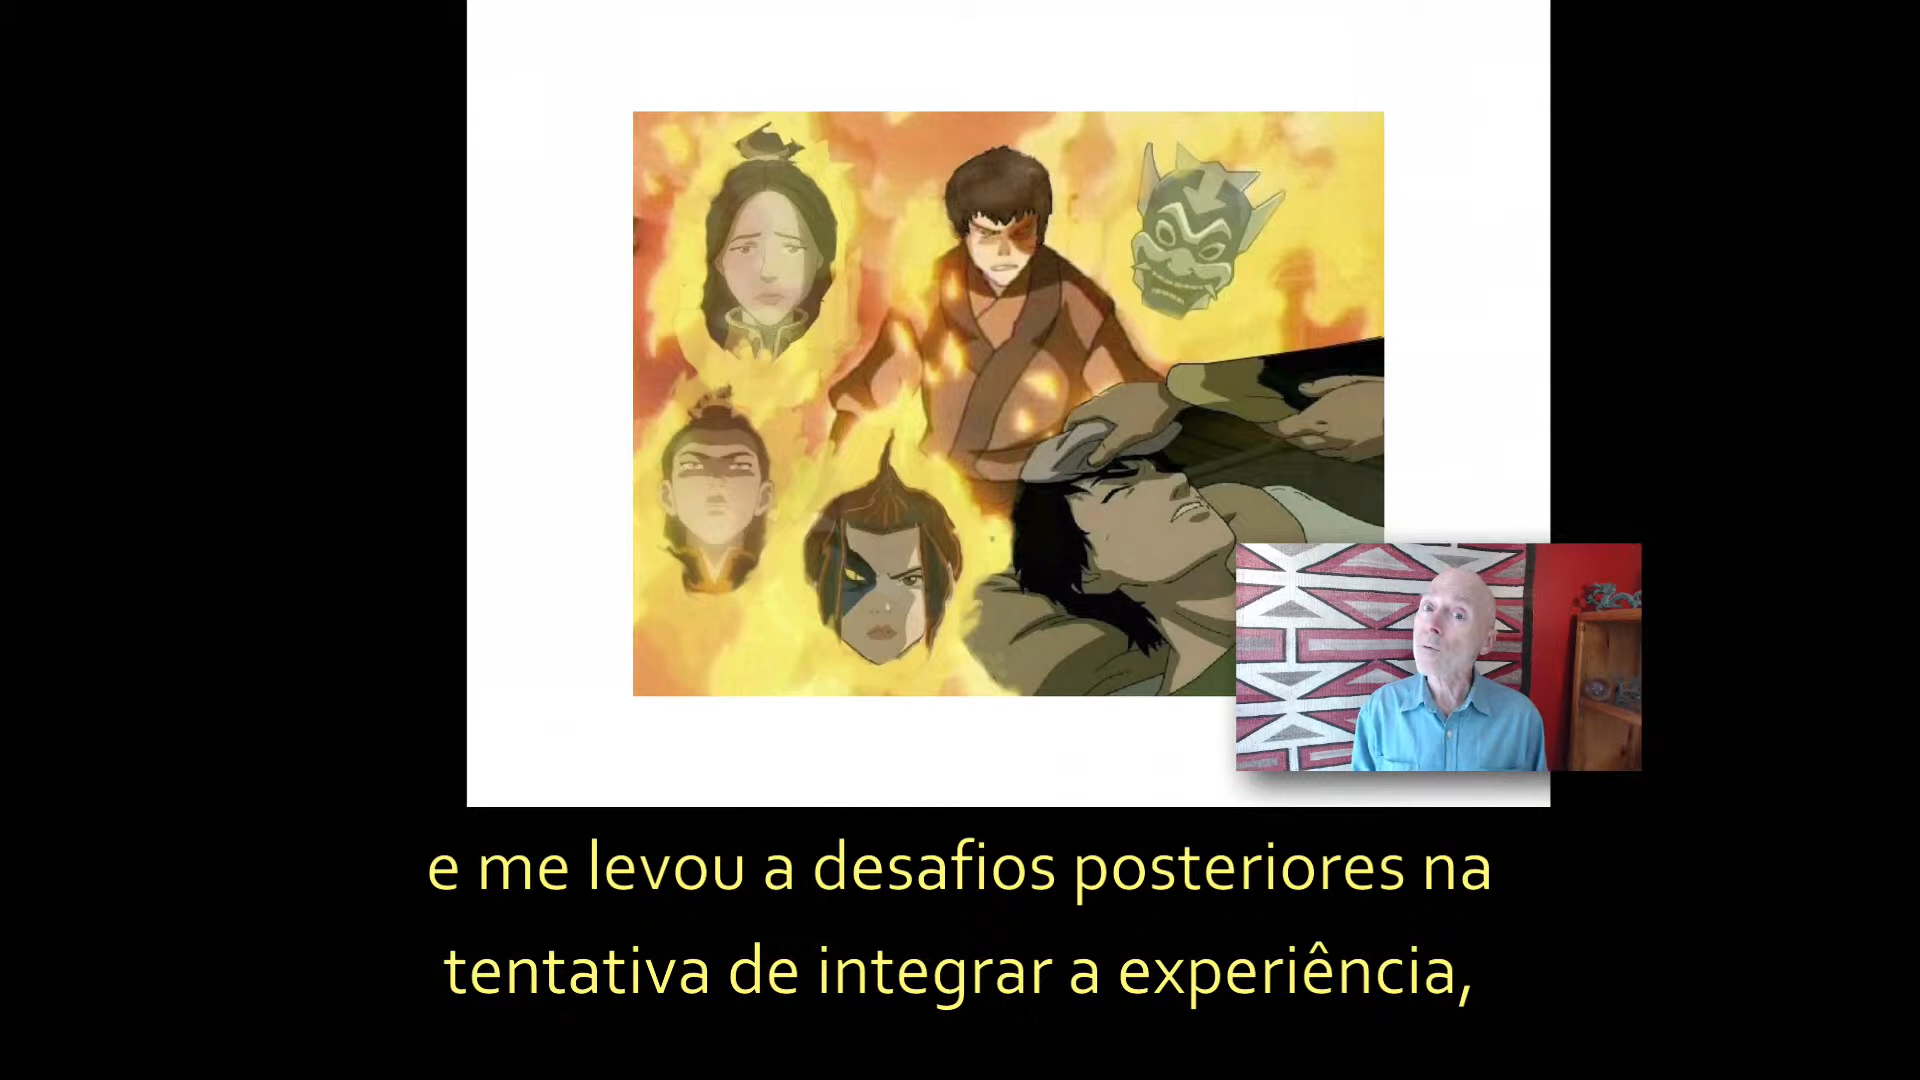 e me levou a desafios posteriores na
tentativa de integrar a experiência,